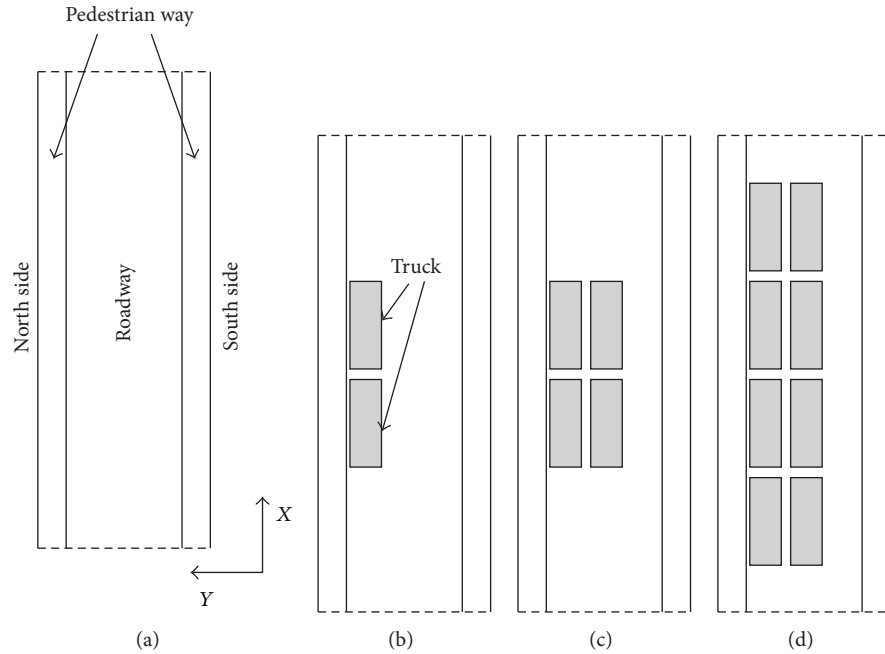 Pedestrian way
North side
Roadway
South side
X
Y
Truck
(a)
(b)
(c)
(d)